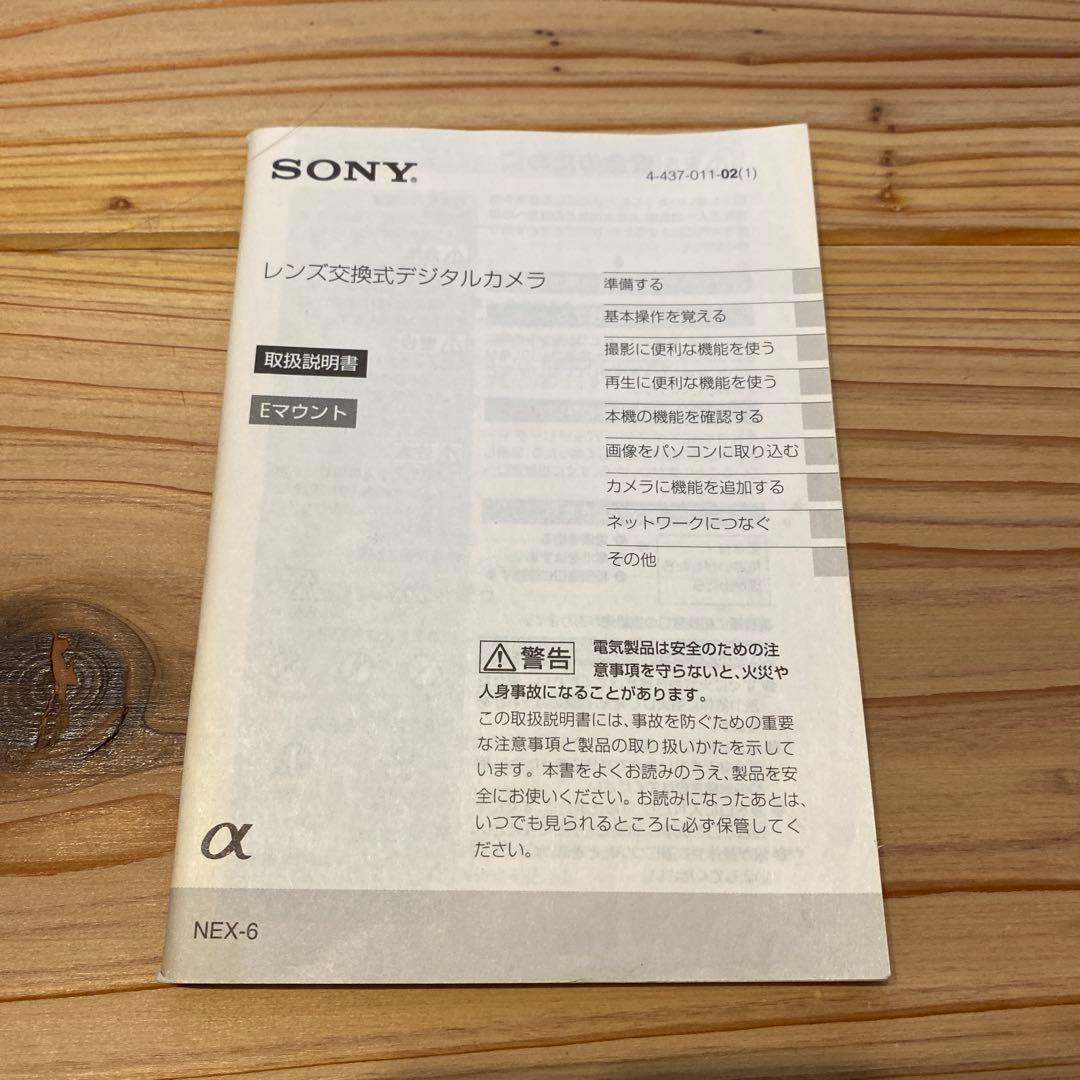 SONY®
4-437-011-02(1)
レンズ交換式デジタルカメラ
取扱説明書
Eマウント
準備する
基本操作を覚える
撮影に便利な機能を使う
再生に便利な機能を使う
本機の機能を確認する
画像をパソコンに取り込む
カメラに機能を追加する
ネットワークにつなぐ
その他
警告
電気製品は安全のための注
意事項を守らないと、火災や
人身事故になることがあります。
この取扱説明書には、事故を防ぐための重要
な注意事項と製品の取り扱いかたを示して
います。本書をよくお読みのうえ、製品を安
全にお使いください。お読みになったあとは、
いつでも見られるところに必ず保管してく
ださい。
α
NEX-6